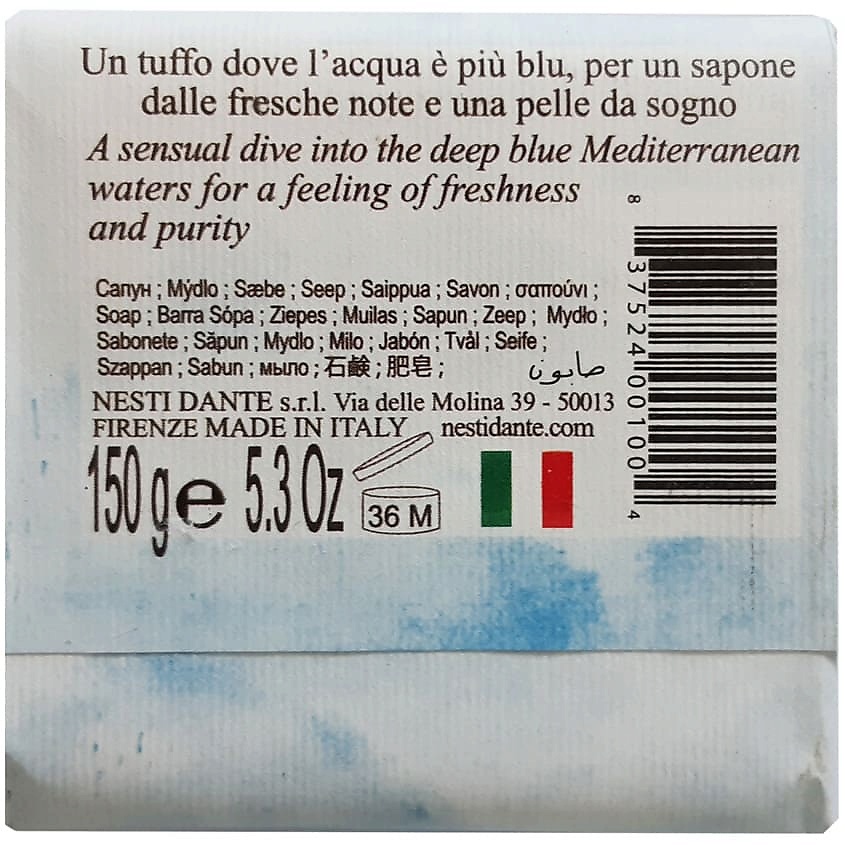 Un tuffo dove l'acqua è più blu, per un sapone
dalle fresche note e una pelle da sogno
A sensual dive into the deep blue Mediterranean
waters for a feeling of freshness
and purity
Сапун ; Mýdlo ; Sæbe ; Seep ; Saippua ; Savon ; σαπούνι ;
Soap ; Barra Sópa ; Ziepes ; Muilas ; Sapun ; Zeep ; Mydło ;
Sabonete ; Săpun ; Mydlo ; Milo ; Jabón ; Tvål ; Seife ;
Szappan ; Sabun ; мыло ; 石鹸 ; 肥皂 ; صابون
NESTI DANTE s.r.l. Via delle Molina 39 - 50013
FIRENZE MADE IN ITALY nestidante.com
150 g e 5.3 Oz
36 M
8 37524 00100 4